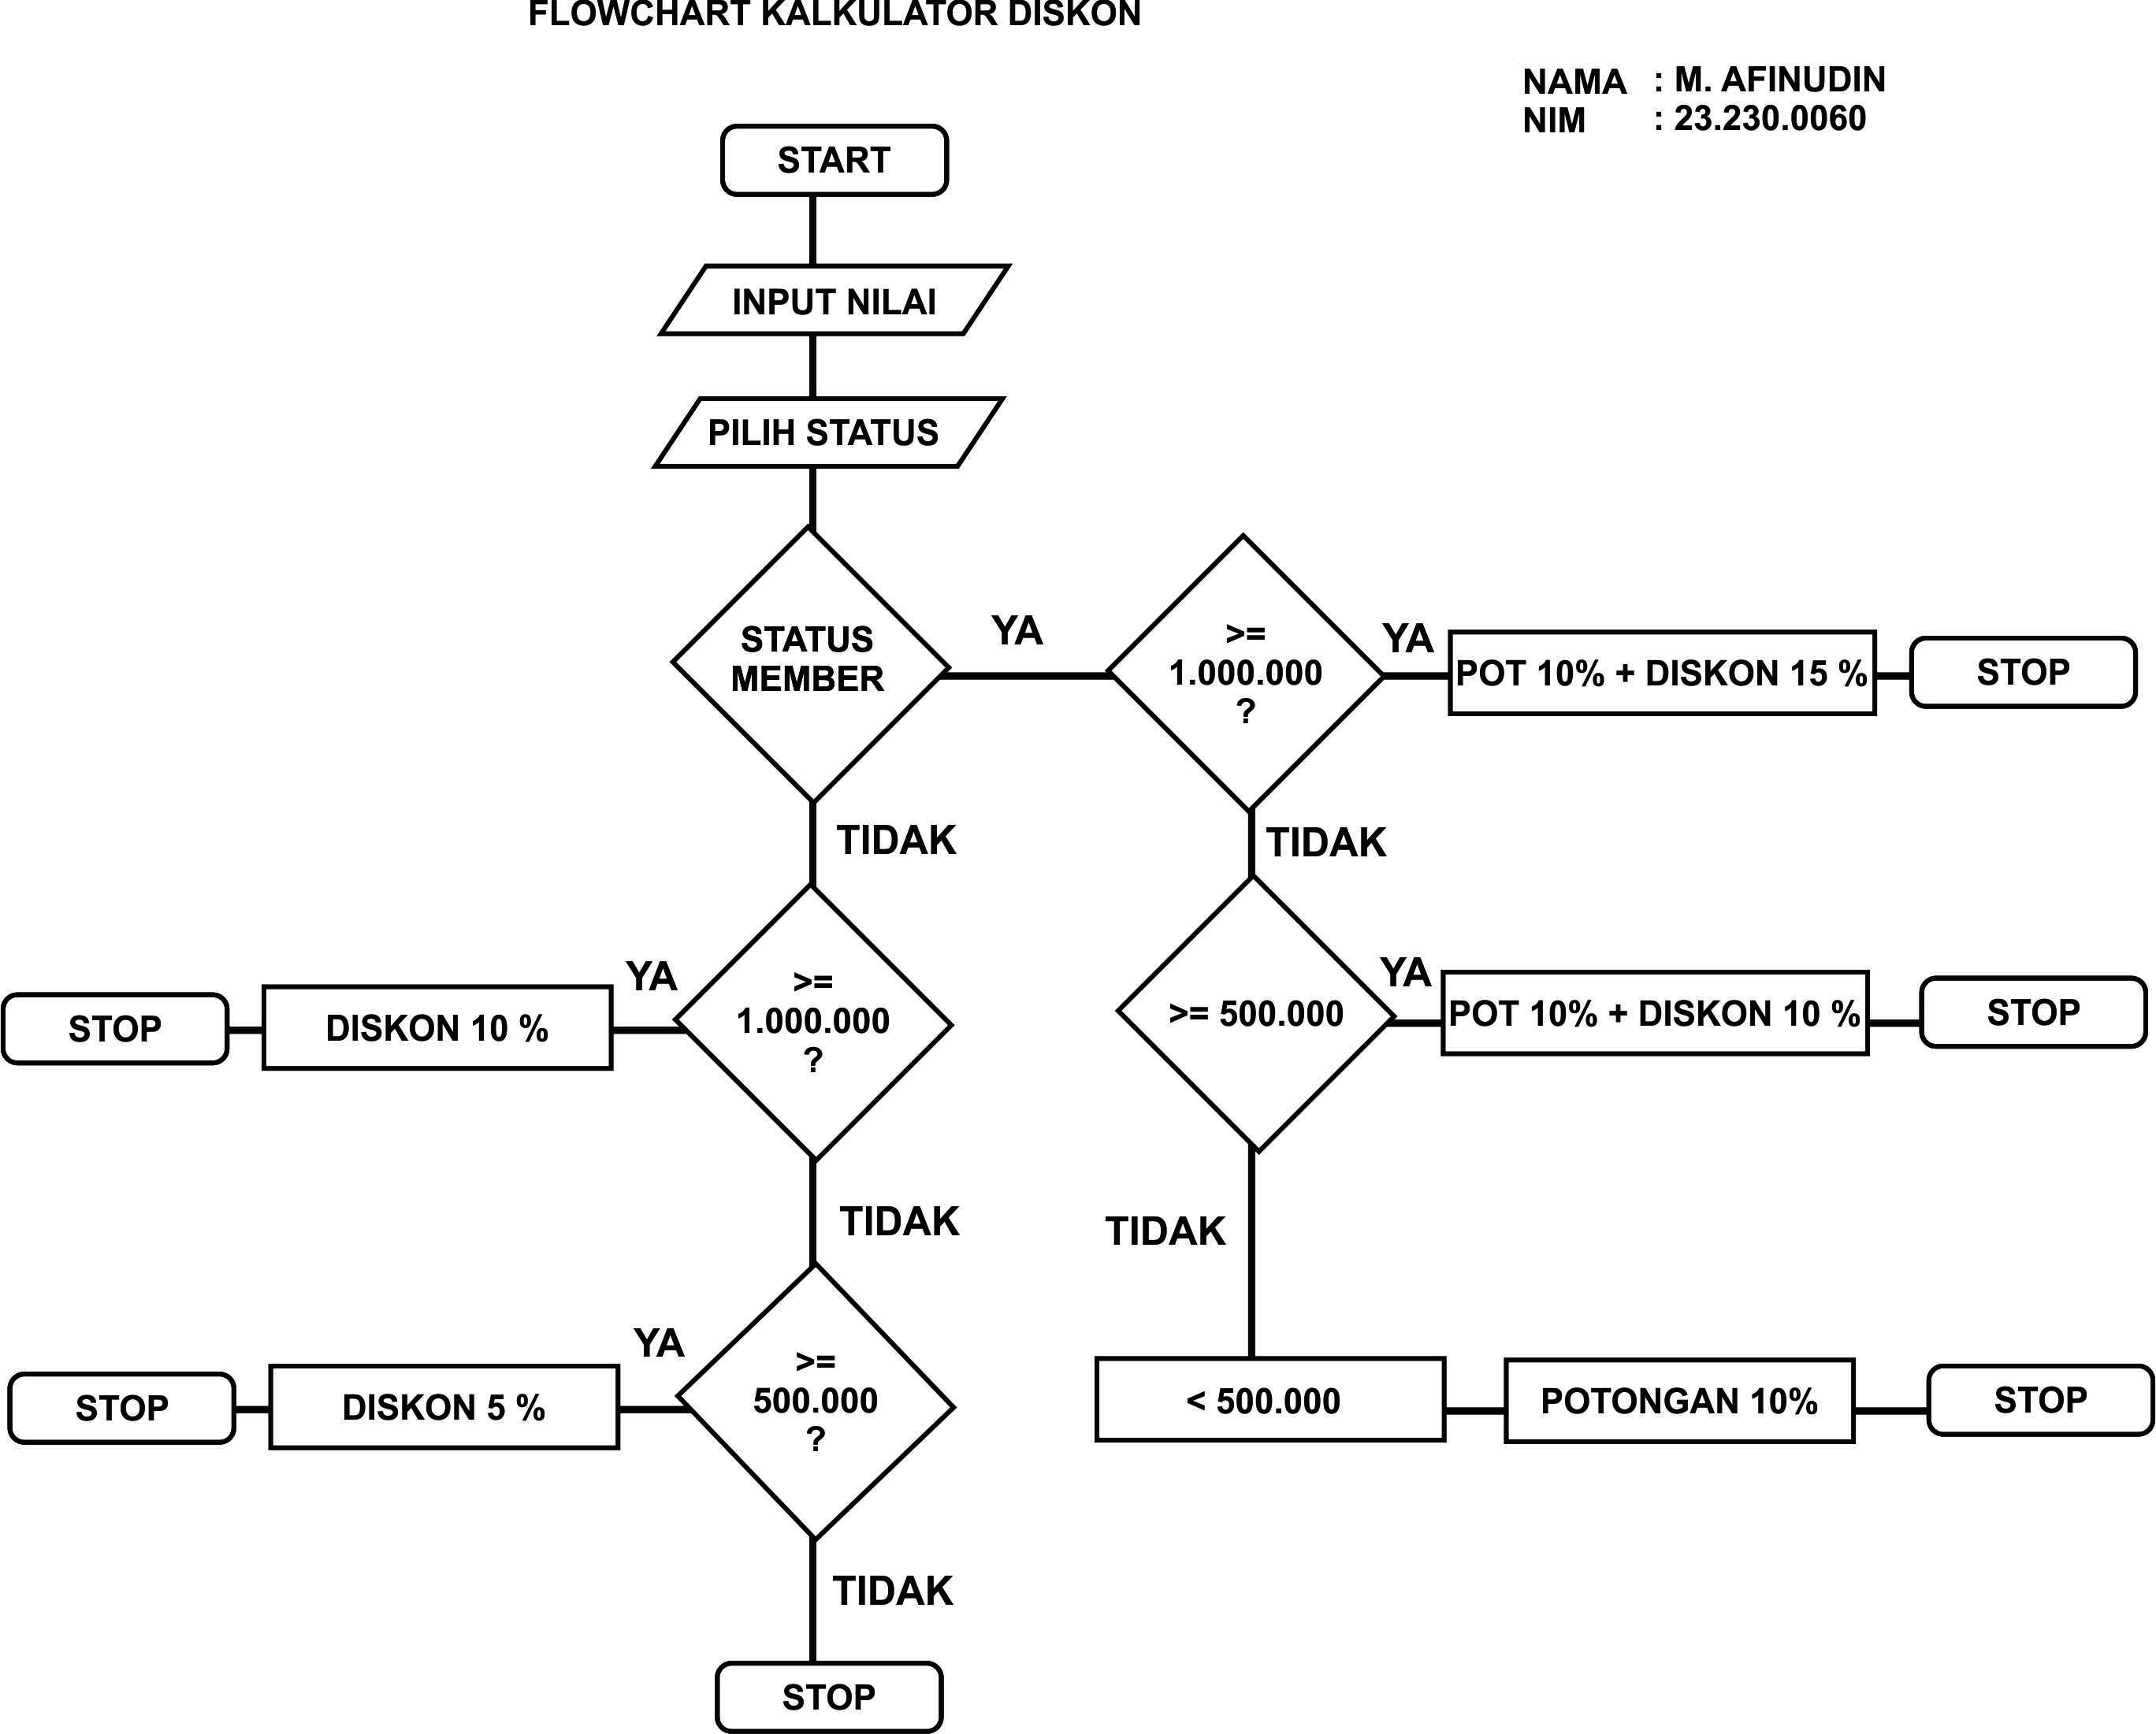 FLOWCHART KALKULATOR DISKON
NAMA : M. AFINUDIN
NIM : 23.230.0060
START
INPUT NILAI
PILIH STATUS
STATUS
MEMBER
YA
>=
1.000.000
?
YA
POT 10% + DISKON 15 %
STOP
TIDAK
TIDAK
STOP
DISKON 10 %
YA
>=
1.000.000
?
>= 500.000
YA
POT 10% + DISKON 10 %
STOP
TIDAK
TIDAK
STOP
DISKON 5 %
YA
>=
500.000
?
< 500.000
POTONGAN 10%
STOP
TIDAK
STOP